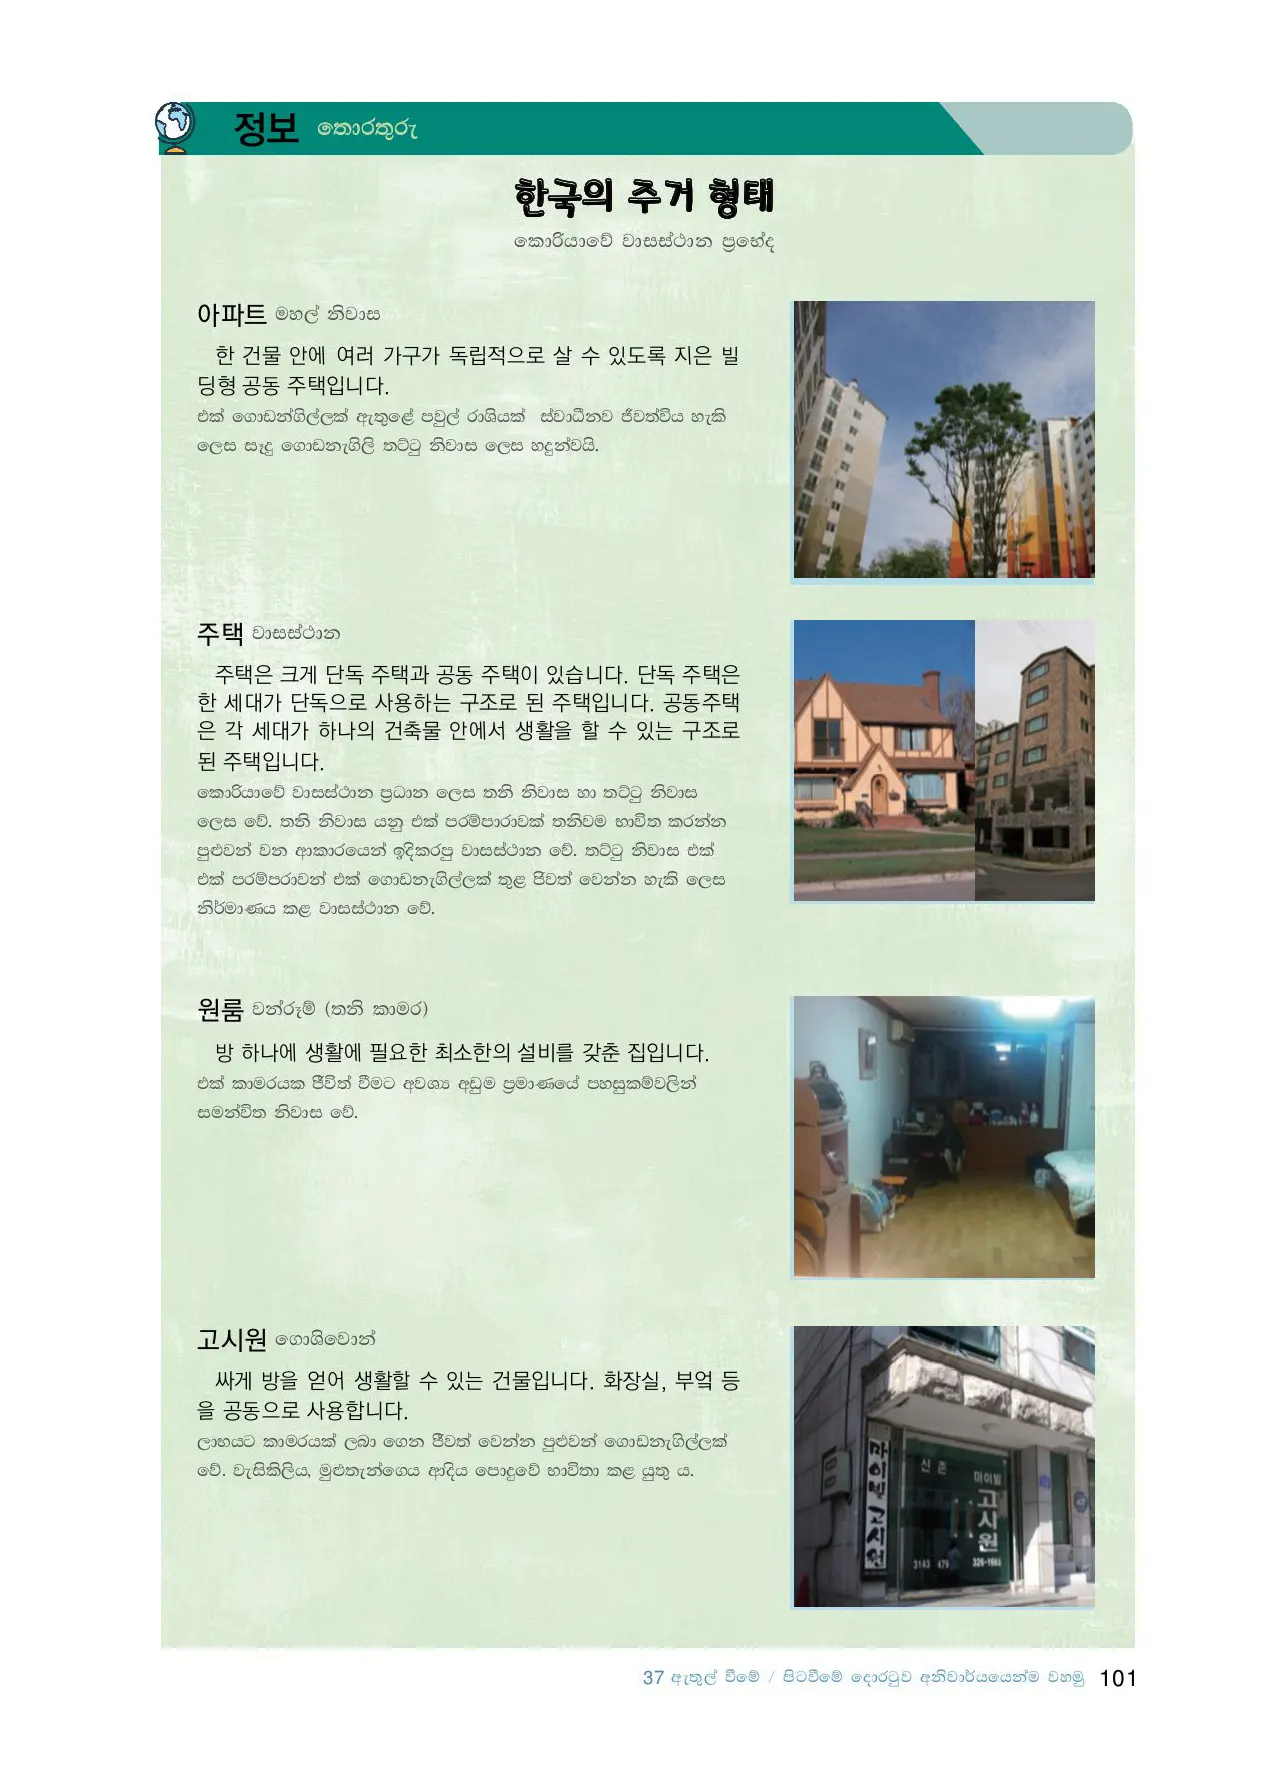 정보 තොරතුරු
한국의 주거 형태
කොරියාවේ වාසස්ථාන ප්‍රභේද
아파트 මහල් නිවාස
한 건물 안에 여러 가구가 독립적으로 살 수 있도록 지은 빌
딩형 공동 주택입니다.
එක් ගොඩන්ගිල්ලක් ඇතුළේ පවුල් රාශියක් ස්වාධීනව ජීවත්විය හැකි
ලෙස සෑදු ගොඩනැගිලි තට්ටු නිවාස ලෙස හදුන්වයි.
주택 වාසස්ථාන
주택은 크게 단독 주택과 공동 주택이 있습니다. 단독 주택은
한 세대가 단독으로 사용하는 구조로 된 주택입니다. 공동주택
은 각 세대가 하나의 건축물 안에서 생활을 할 수 있는 구조로
된 주택입니다.
කොරියාවේ වාසස්ථාන ප්‍රධාන ලෙස තනි නිවාස හා තට්ටු නිවාස
ලෙස වේ. තනි නිවාස යනු එක් පරම්පාරාවක් තනිවම භාවිත කරන්න
පුළුවන් වන ආකාරයෙන් ඉදිකරපු වාසස්ථාන වේ. තට්ටු නිවාස එක්
එක් පරම්පරාවන් එක් ගොඩනැගිල්ලක් තුළ ජිවත් වෙන්න හැකි ලෙස
නිර්මාණය කළ වාසස්ථාන වේ.
원룸 වන්රූම් (තනි කාමර)
방 하나에 생활에 필요한 최소한의 설비를 갖춘 집입니다.
එක් කාමරයක ජීවිත් වීමට අවශ්‍ය අඩුම ප්‍රමාණයේ පහසුකම්වලින්
සමන්විත නිවාස වේ.
고시원 ගොශිවොන්
싸게 방을 얻어 생활할 수 있는 건물입니다. 화장실, 부엌 등
을 공동으로 사용합니다.
ලාභයට කාමරයක් ලබා ගෙන ජීවත් වෙන්න පුළුවන් ගොඩනැගිල්ලක්
වේ. වැසිකිලිය, මුළුතැන්ගෙය ආදිය පොදුවේ භාවිතා කළ යුතු ය.
마이빌 고시원
신촌 미이빌
고시원
3143 479
326-1665
37 ඇතුල් වීමේ / පිටවීමේ දොරටුව අනිවාර්යයෙන්ම වහමු 101